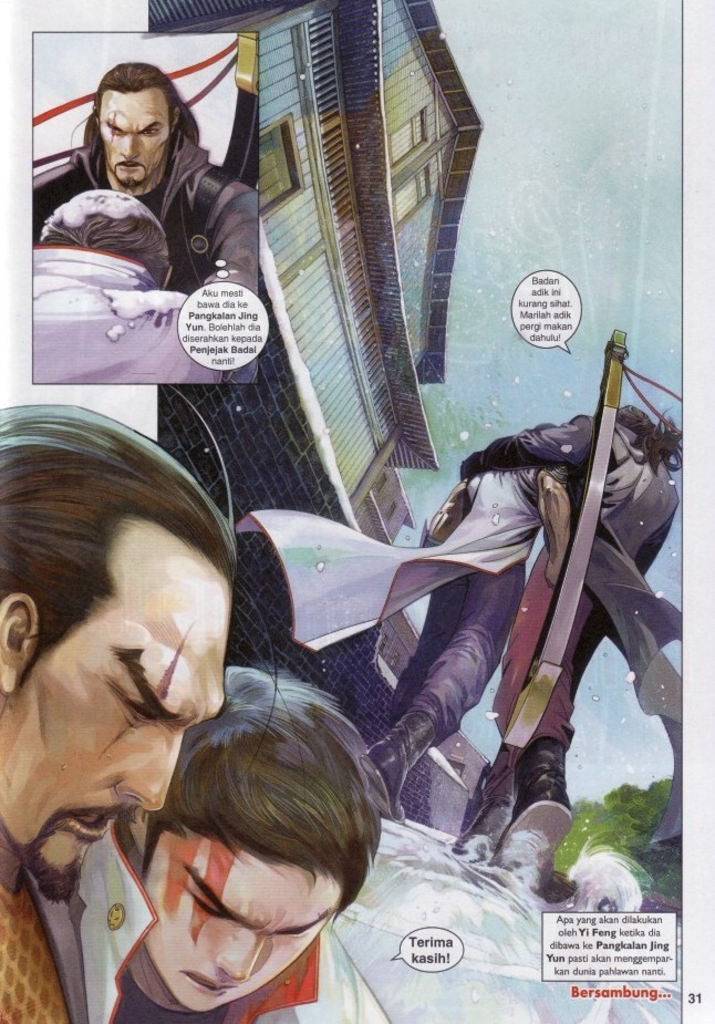 Aku mesti
bawa dia ke
Pangkalan Jing
Yun. Bolehlah dia
diserahkan kepada
Penjejak Badai
nanti!
Badan
adik ini
kurang sihat.
Marilah adik
pergi makan
dahulu!
Terima
kasih!
Apa yang akan dilakukan
oleh Yi Feng ketika dia
dibawa ke Pangkalan Jing
Yun pasti akan menggempar-
kan dunia pahlawan nanti.
Bersambung...
31